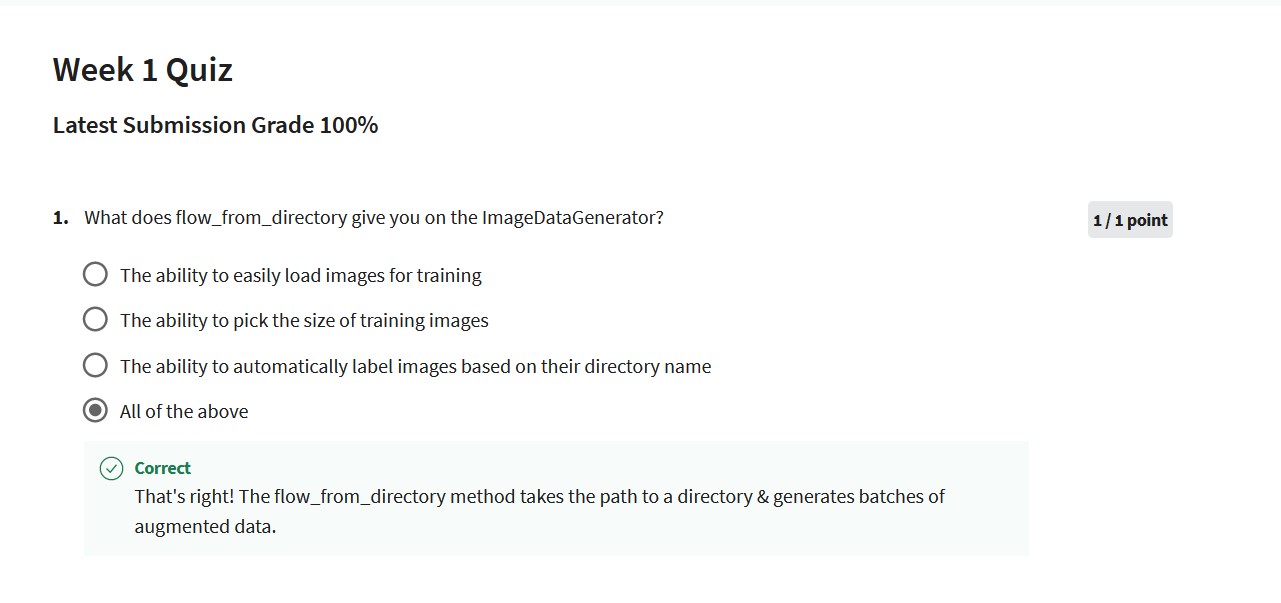 Week 1 Quiz
Latest Submission Grade 100%
1. What does flow_from_directory give you on the ImageDataGenerator?
1 / 1 point
The ability to easily load images for training
The ability to pick the size of training images
The ability to automatically label images based on their directory name
All of the above
Correct
That's right! The flow_from_directory method takes the path to a directory & generates batches of
augmented data.